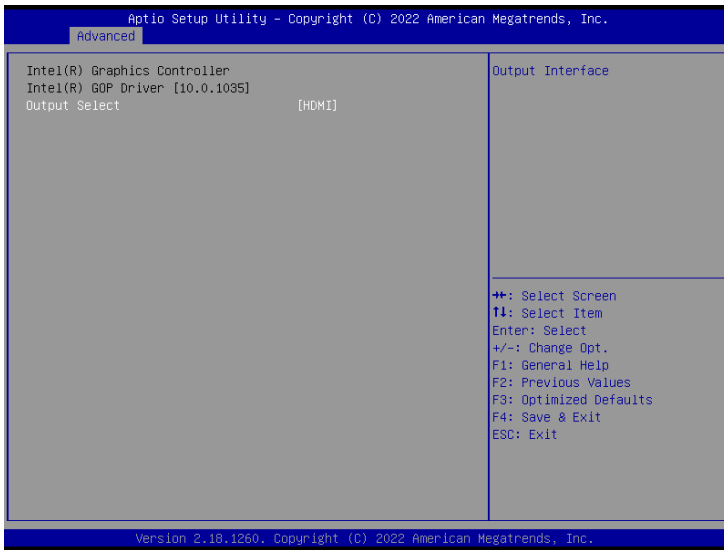 Aptio Setup Utility – Copyright (C) 2022 American Megatrends, Inc.
Advanced
Intel(R) Graphics Controller
Intel(R) GOP Driver [10.0.1035]
Output Select [HDMI]
Output Interface
→←: Select Screen
↑↓: Select Item
Enter: Select
+/-: Change Opt.
F1: General Help
F2: Previous Values
F3: Optimized Defaults
F4: Save & Exit
ESC: Exit
Version 2.18.1260. Copyright (C) 2022 American Megatrends, Inc.